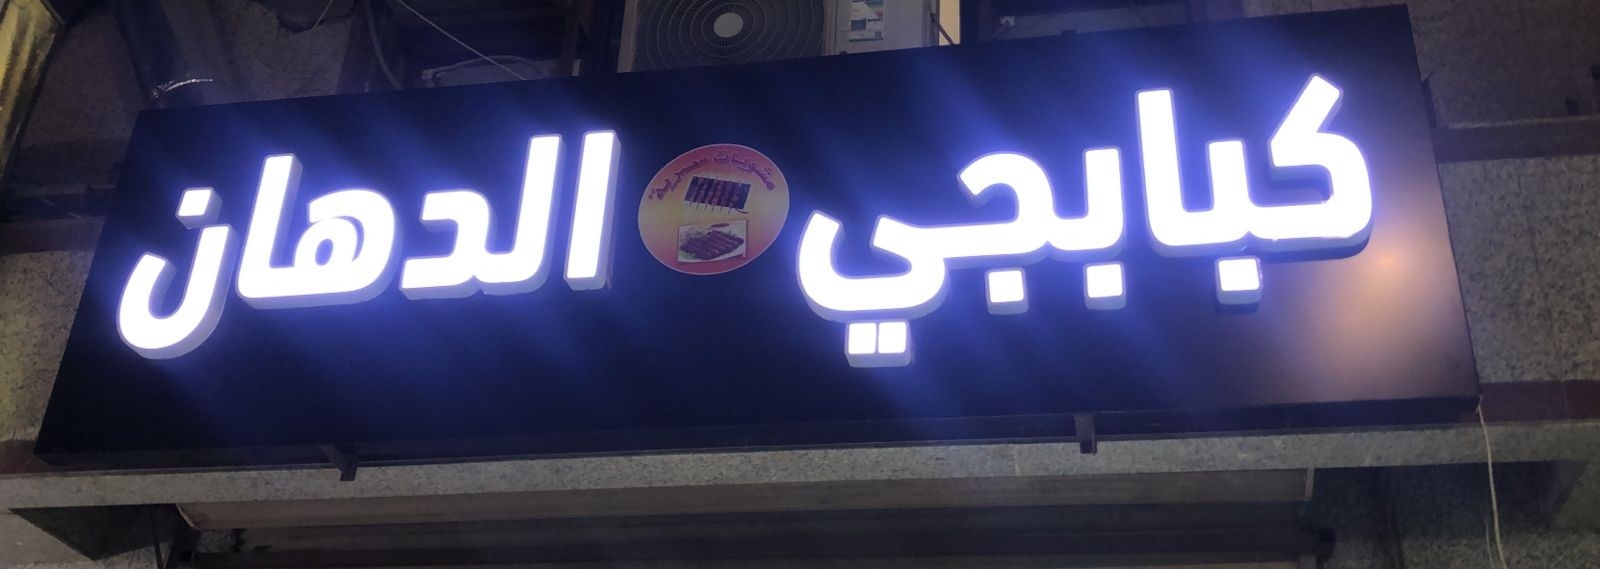 كبابجي الدهان
مشويات مصرية